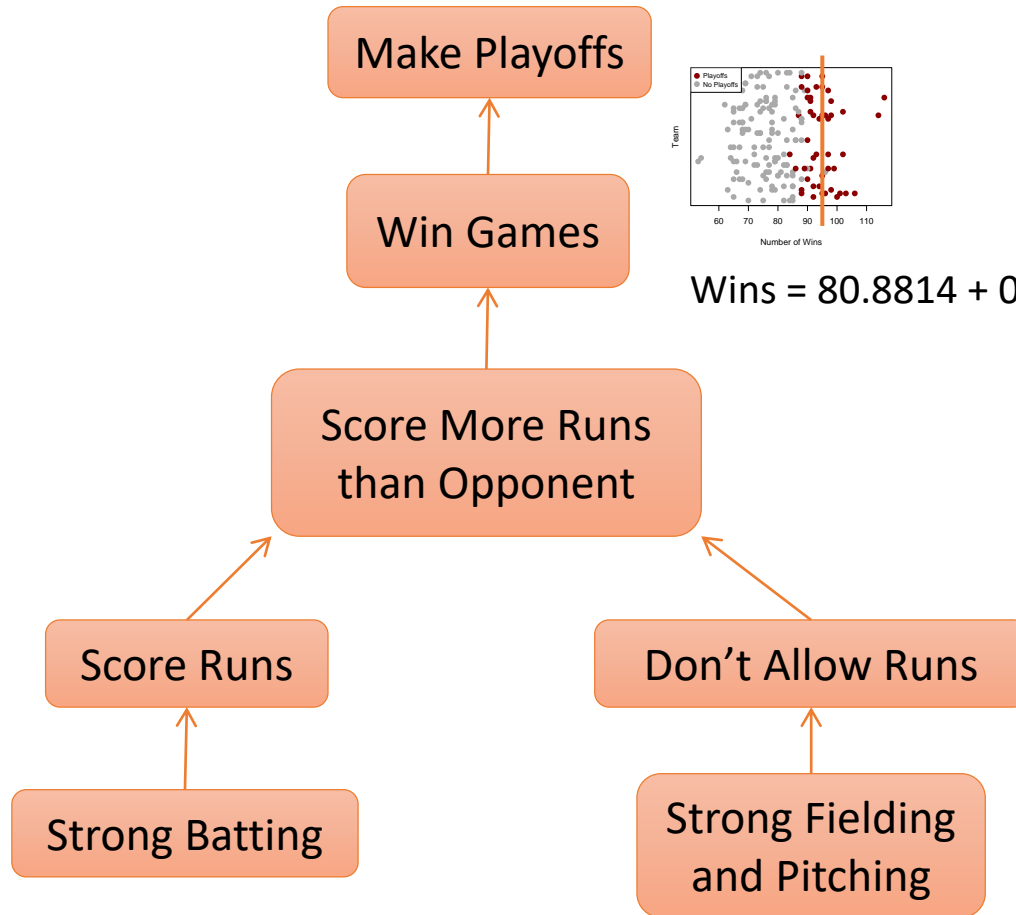 Make Playoffs
Playoffs
No Playoffs
Team
60 70 80 90 100 110
Number of Wins
Win Games
Wins = 80.8814 + 0
Score More Runs
than Opponent
Score Runs
Don’t Allow Runs
Strong Batting
Strong Fielding
and Pitching